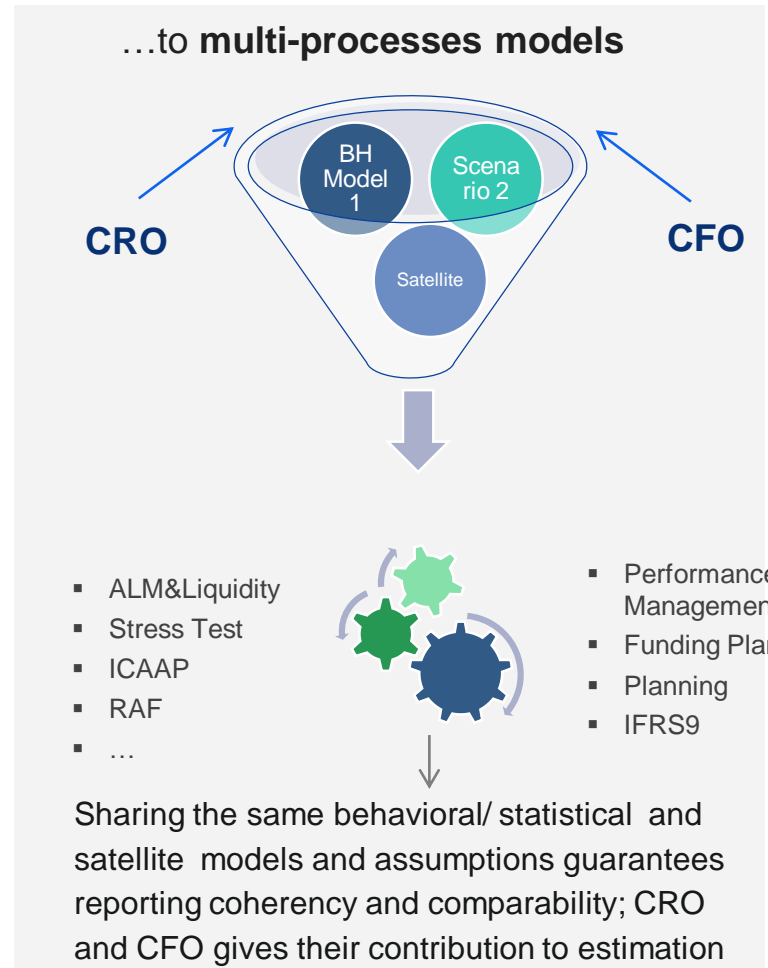 …to multi-processes models
BH
Model
1
Scena
rio 2
CRO
CFO
Satellite
▪ ALM&Liquidity
▪ Stress Test
▪ ICAAP
▪ RAF
▪ …
▪ Performance
Managemen
▪ Funding Plan
▪ Planning
▪ IFRS9
Sharing the same behavioral/ statistical and
satellite models and assumptions guarantees
reporting coherency and comparability; CRO
and CFO gives their contribution to estimation